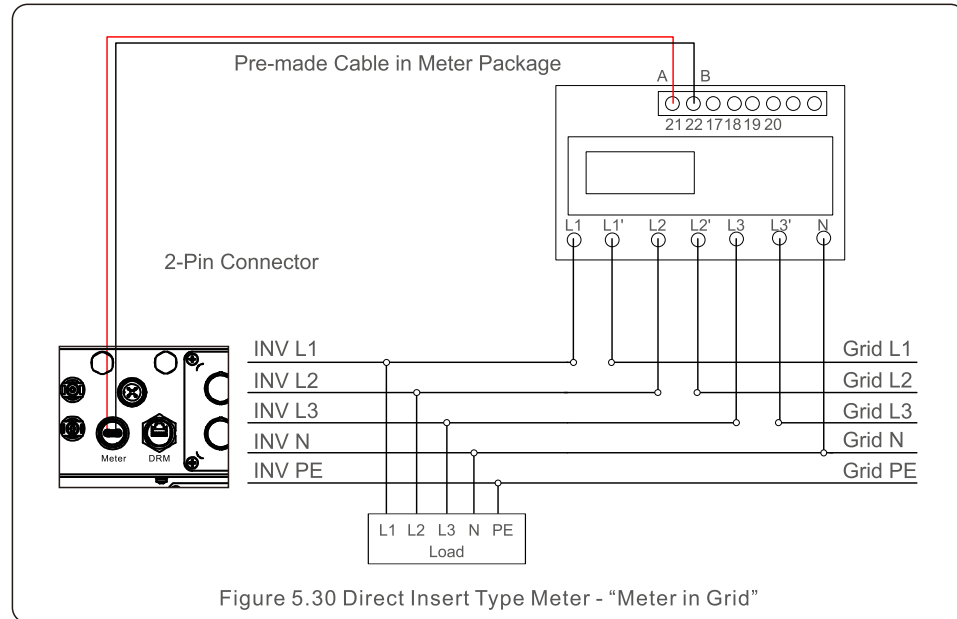 Pre-made Cable in Meter Package
A B
21 22 17 18 19 20
L1 L1' L2 L2' L3 L3' N
2-Pin Connector
INV L1 Grid L1
INV L2 Grid L2
INV L3 Grid L3
INV N Grid N
INV PE Grid PE
Meter DRM
L1 L2 L3 N PE
Load
Figure 5.30 Direct Insert Type Meter - “Meter in Grid”